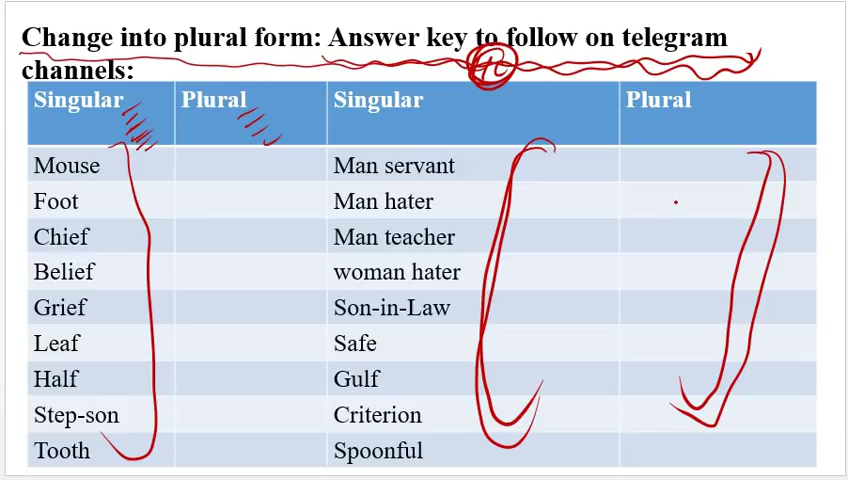 Change into plural form: Answer key to follow on telegram
channels:
Singular Plural Singular Plural
Mouse Man servant
Foot Man hater
Chief Man teacher
Belief woman hater
Grief Son-in-Law
Leaf Safe
Half Gulf
Step-son Criterion
Tooth Spoonful